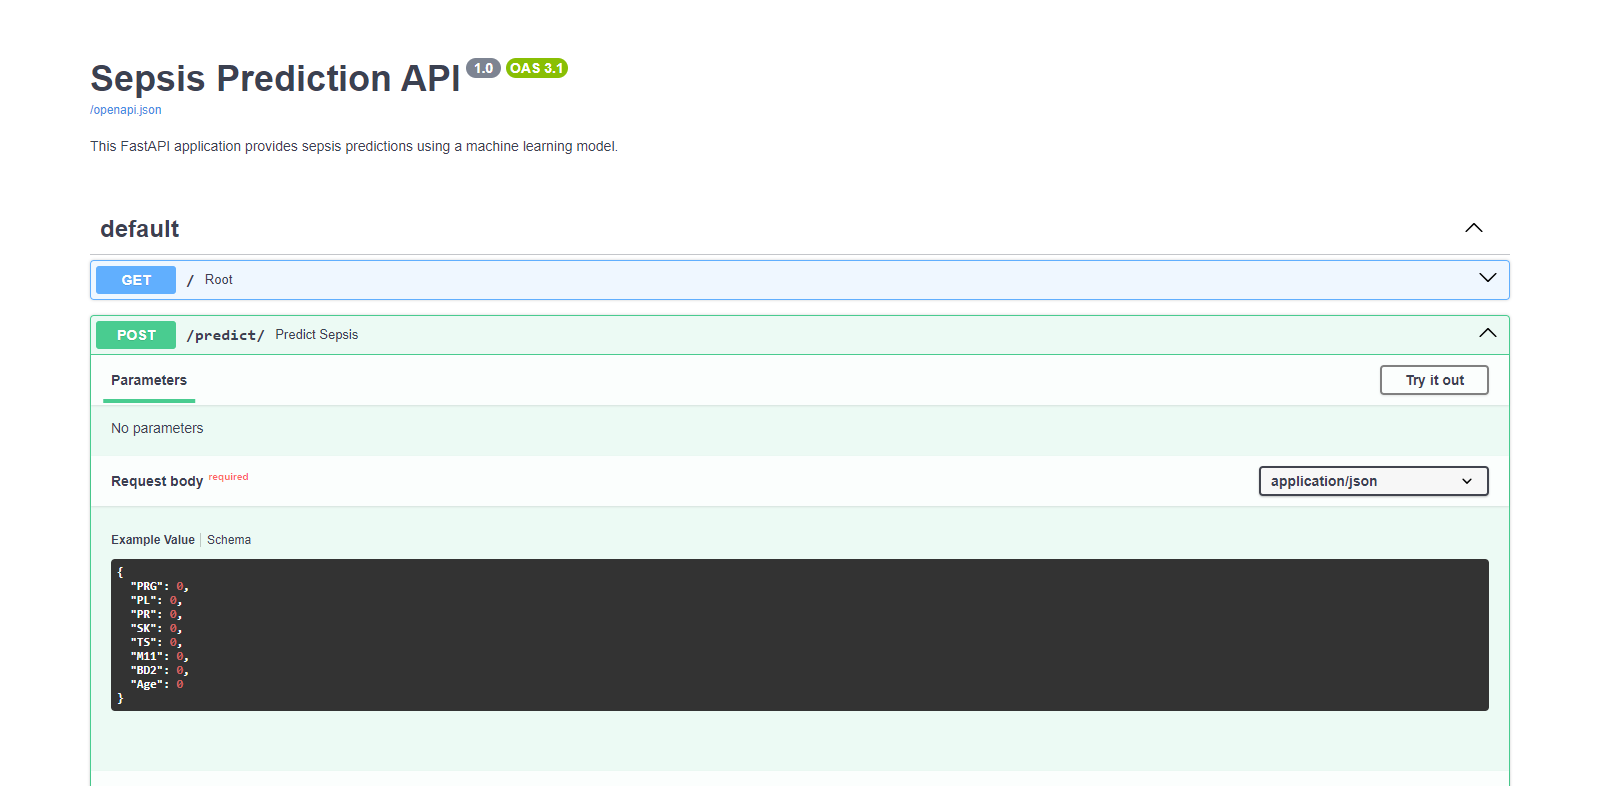 Sepsis Prediction API 1.0 OAS 3.1
/openapi.json
This FastAPI application provides sepsis predictions using a machine learning model.
default
GET / Root
POST /predict/ Predict Sepsis
Parameters Try it out
No parameters
Request body required application/json
Example Value Schema
{
"PRG": 0,
"PL": 0,
"PR": 0,
"SK": 0,
"TS": 0,
"M11": 0,
"BD2": 0,
"Age": 0
}